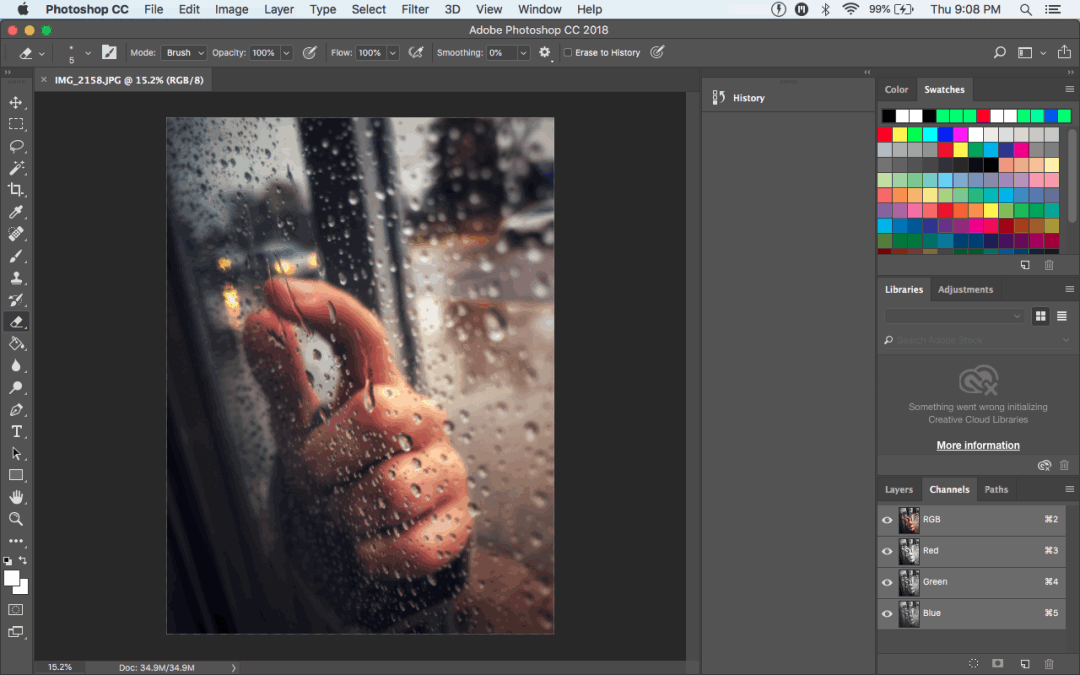 Photoshop CC File Edit Image Layer Type Select Filter 3D View Window Help 99% Thu 9:08 PM
Adobe Photoshop CC 2018
5 Mode: Brush Opacity: 100% Flow: 100% Smoothing: 0% Erase to History
× IMG_2158.JPG @ 15.2% (RGB/8)
History
Color Swatches
Libraries Adjustments
Search Adobe Stock
Something went wrong initializing
Creative Cloud Libraries
More information
Layers Channels Paths
RGB ⌘2
Red ⌘3
Green ⌘4
Blue ⌘5
15.2% Doc: 34.9M/34.9M